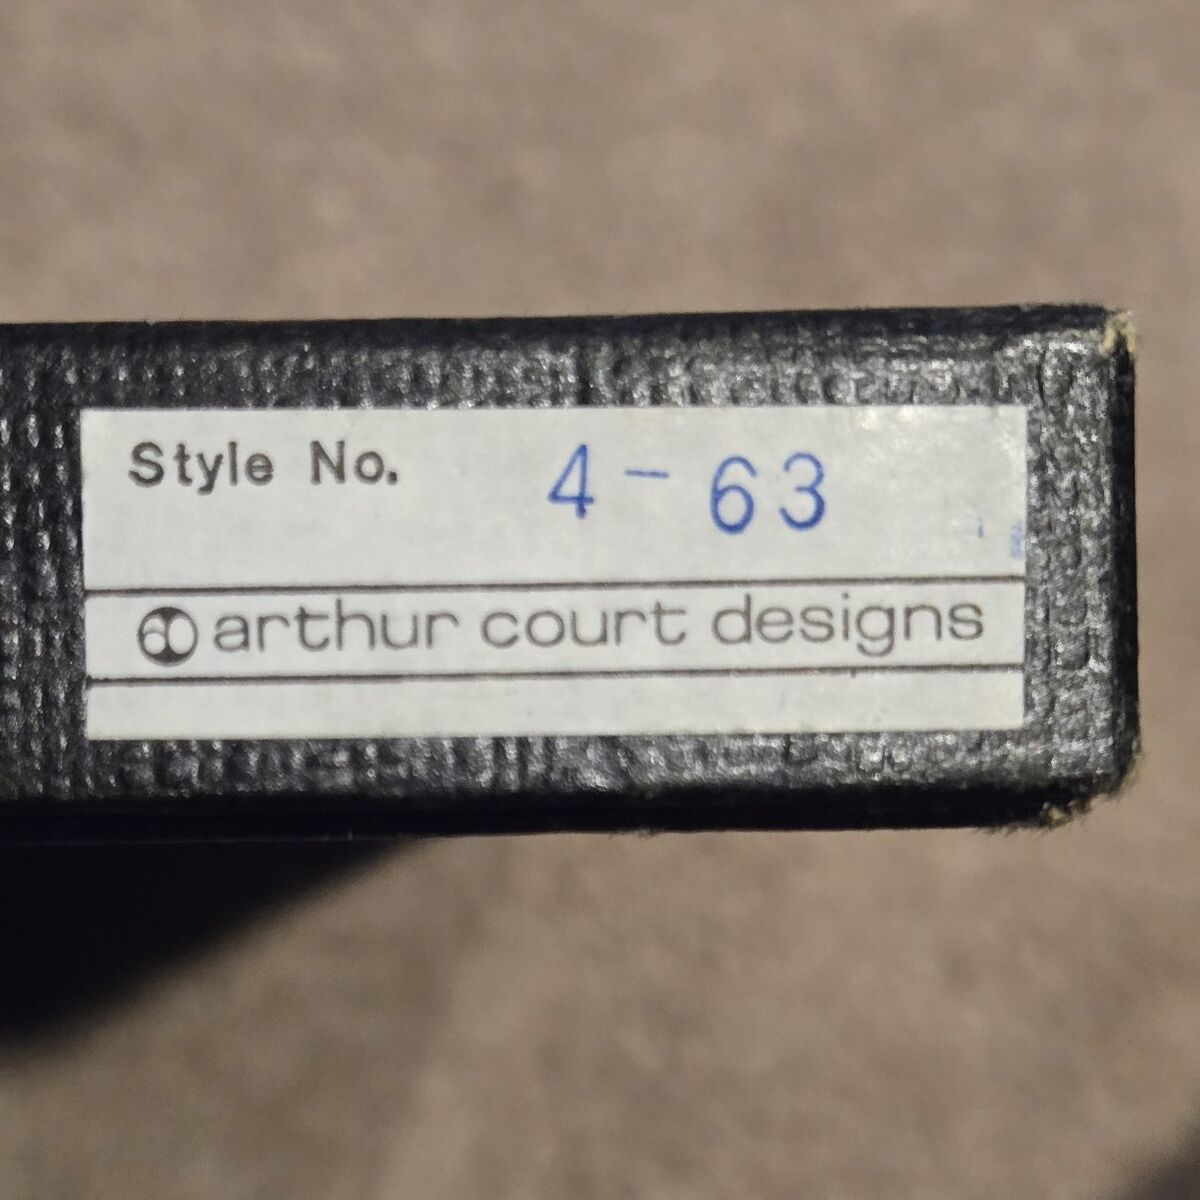 Style No. 4-63
arthur court designs